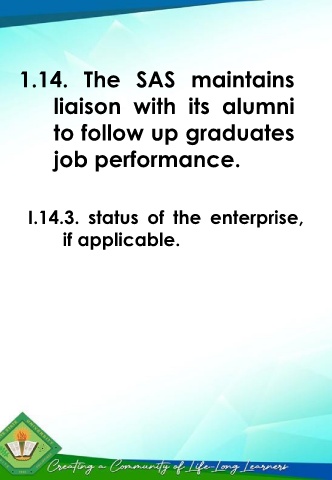 1.14. The SAS maintains
liaison with its alumni
to follow up graduates
job performance.
I.14.3. status of the enterprise,
if applicable.
Creating a Community of Life-Long Learners